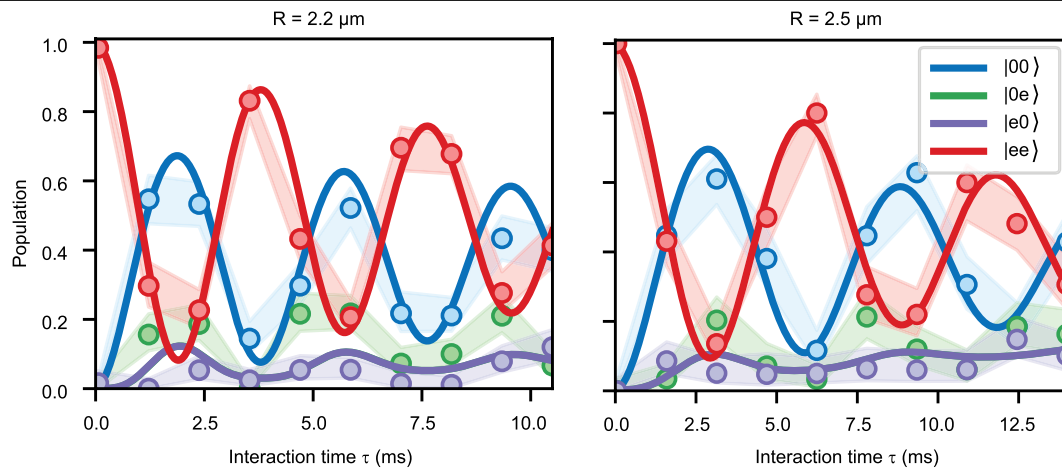 R = 2.2 µm
R = 2.5 µm
1.0
0.8
0.6
0.4
0.2
0.0
Population
|00⟩
|0e⟩
|e0⟩
|ee⟩
0.0
2.5
5.0
7.5
10.0
0.0
2.5
5.0
7.5
10.0
12.5
Interaction time τ (ms)
Interaction time τ (ms)